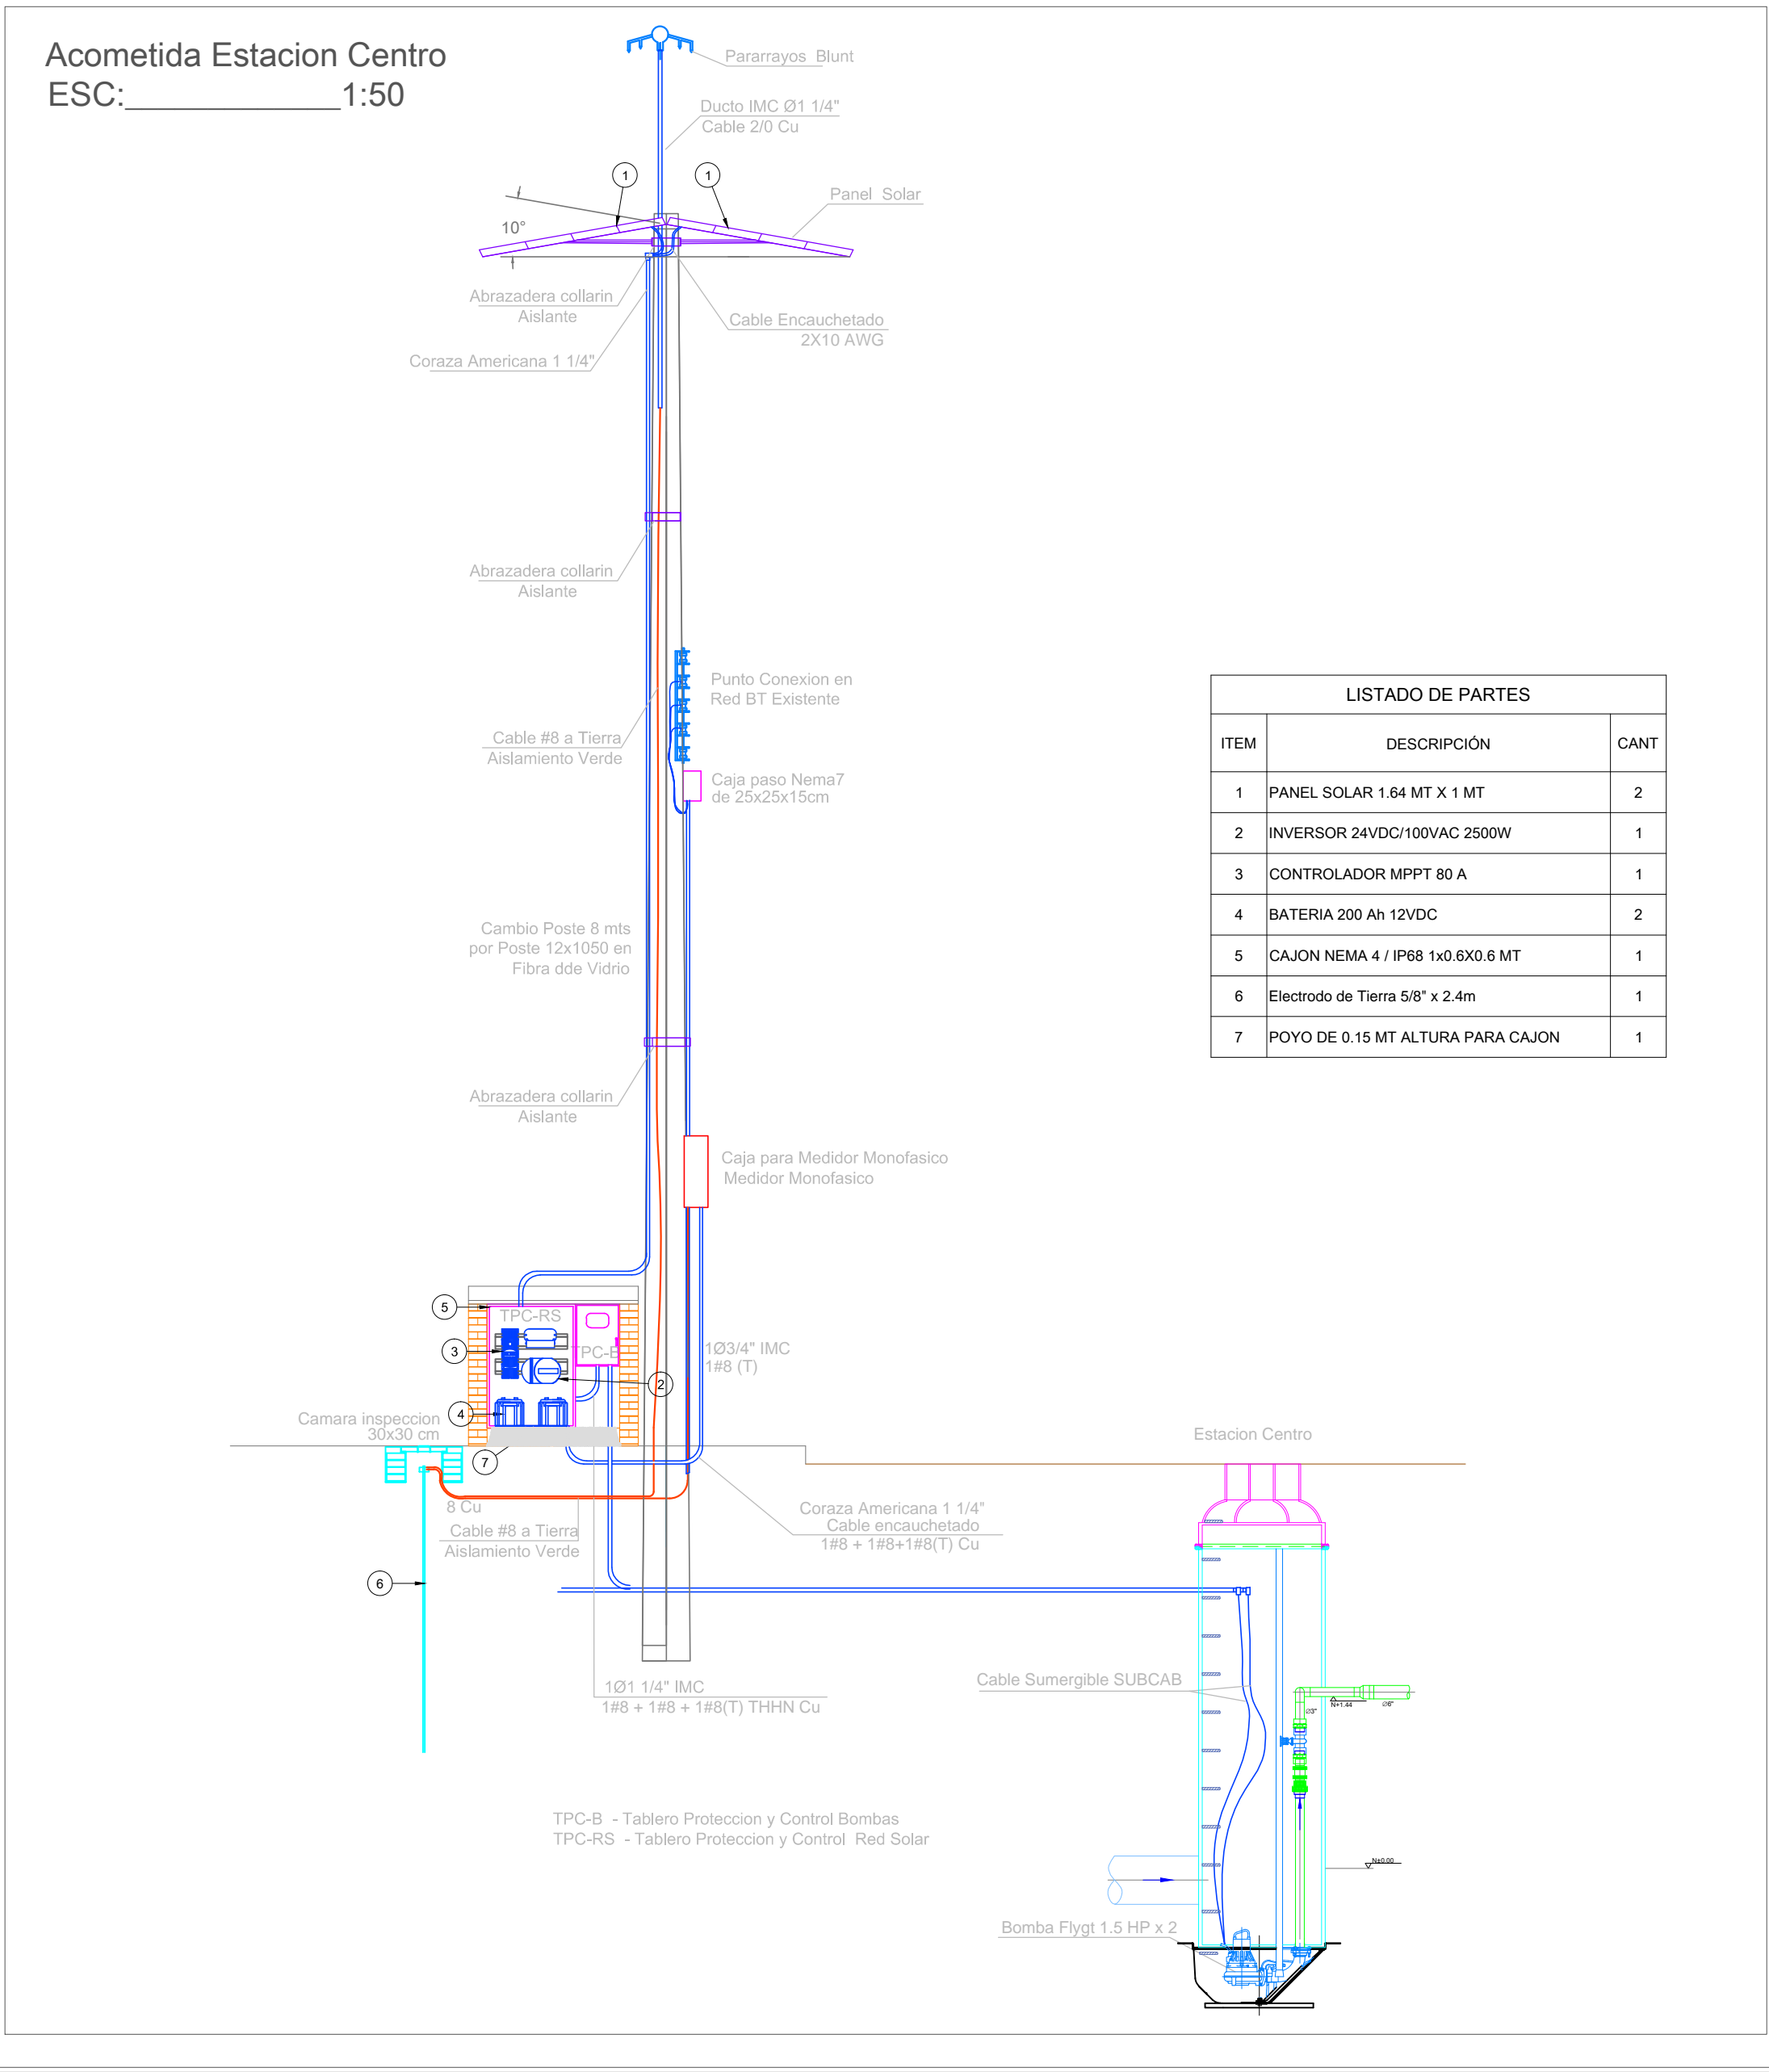 Acometida Estacion Centro
ESC:____________1:50
Pararrayos Blunt
Ducto IMC Ø1 1/4"
Cable 2/0 Cu
1
1
Panel Solar
10°
Abrazadera collarin
Aislante
Cable Encauchetado
2X10 AWG
Coraza Americana 1 1/4"
Abrazadera collarin
Aislante
Punto Conexion en
Red BT Existente
Cable #8 a Tierra
Aislamiento Verde
Caja paso Nema7
de 25x25x15cm
LISTADO DE PARTES
ITEM DESCRIPCIÓN CANT
1 PANEL SOLAR 1.64 MT X 1 MT 2
2 INVERSOR 24VDC/100VAC 2500W 1
3 CONTROLADOR MPPT 80 A 1
4 BATERIA 200 Ah 12VDC 2
5 CAJON NEMA 4 / IP68 1x0.6X0.6 MT 1
6 Electrodo de Tierra 5/8" x 2.4m 1
7 POYO DE 0.15 MT ALTURA PARA CAJON 1
Cambio Poste 8 mts
por Poste 12x1050 en
Fibra dde Vidrio
Abrazadera collarin
Aislante
Caja para Medidor Monofasico
Medidor Monofasico
5
TPC-RS
3
TPC-B
1Ø3/4" IMC
1#8 (T)
2
4
Camara inspeccion
30x30 cm
7
Estacion Centro
8 Cu
Cable #8 a Tierra
Aislamiento Verde
Coraza Americana 1 1/4"
Cable encauchetado
1#8 + 1#8+1#8(T) Cu
6
1Ø1 1/4" IMC
1#8 + 1#8 + 1#8(T) THHN Cu
Cable Sumergible SUBCAB
Ø3"
N+1.44
Ø6"
TPC-B - Tablero Proteccion y Control Bombas
TPC-RS - Tablero Proteccion y Control Red Solar
N±0.00
Bomba Flygt 1.5 HP x 2